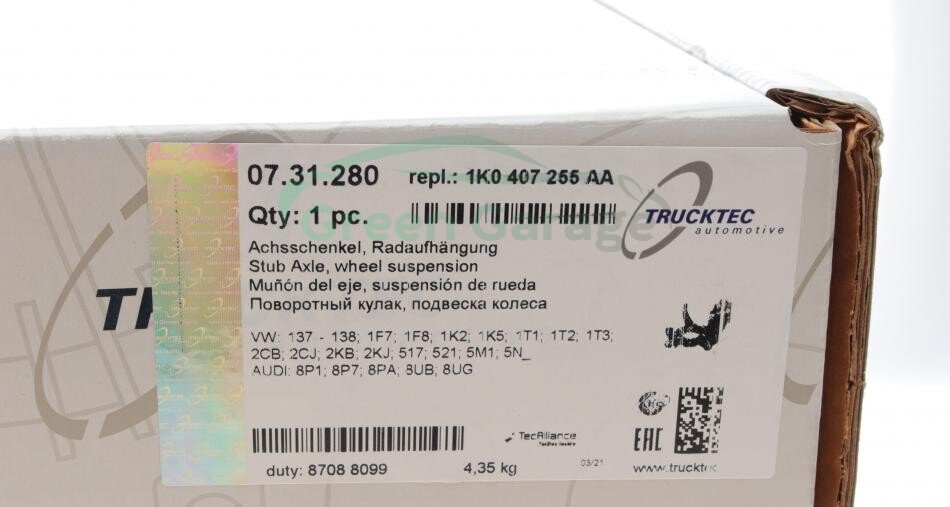 07.31.280 repl.: 1K0 407 255 AA
Qty: 1 pc.
Green Garage
TRUCKTEC
automotive
Achsschenkel, Radaufhängung
Stub Axle, wheel suspension
Muñón del eje, suspensión de rueda
Поворотный кулак, подвеска колеса
VW: 137 - 138; 1F7; 1F8; 1K2; 1K5; 1T1; 1T2; 1T3;
2CB; 2CJ; 2KB; 2KJ; 517; 521; 5M1; 5N_
AUDI: 8P1; 8P7; 8PA; 8UB; 8UG
TecAlliance
EAC
duty: 8708 8099 4,35 kg 03/21 www.trucktec